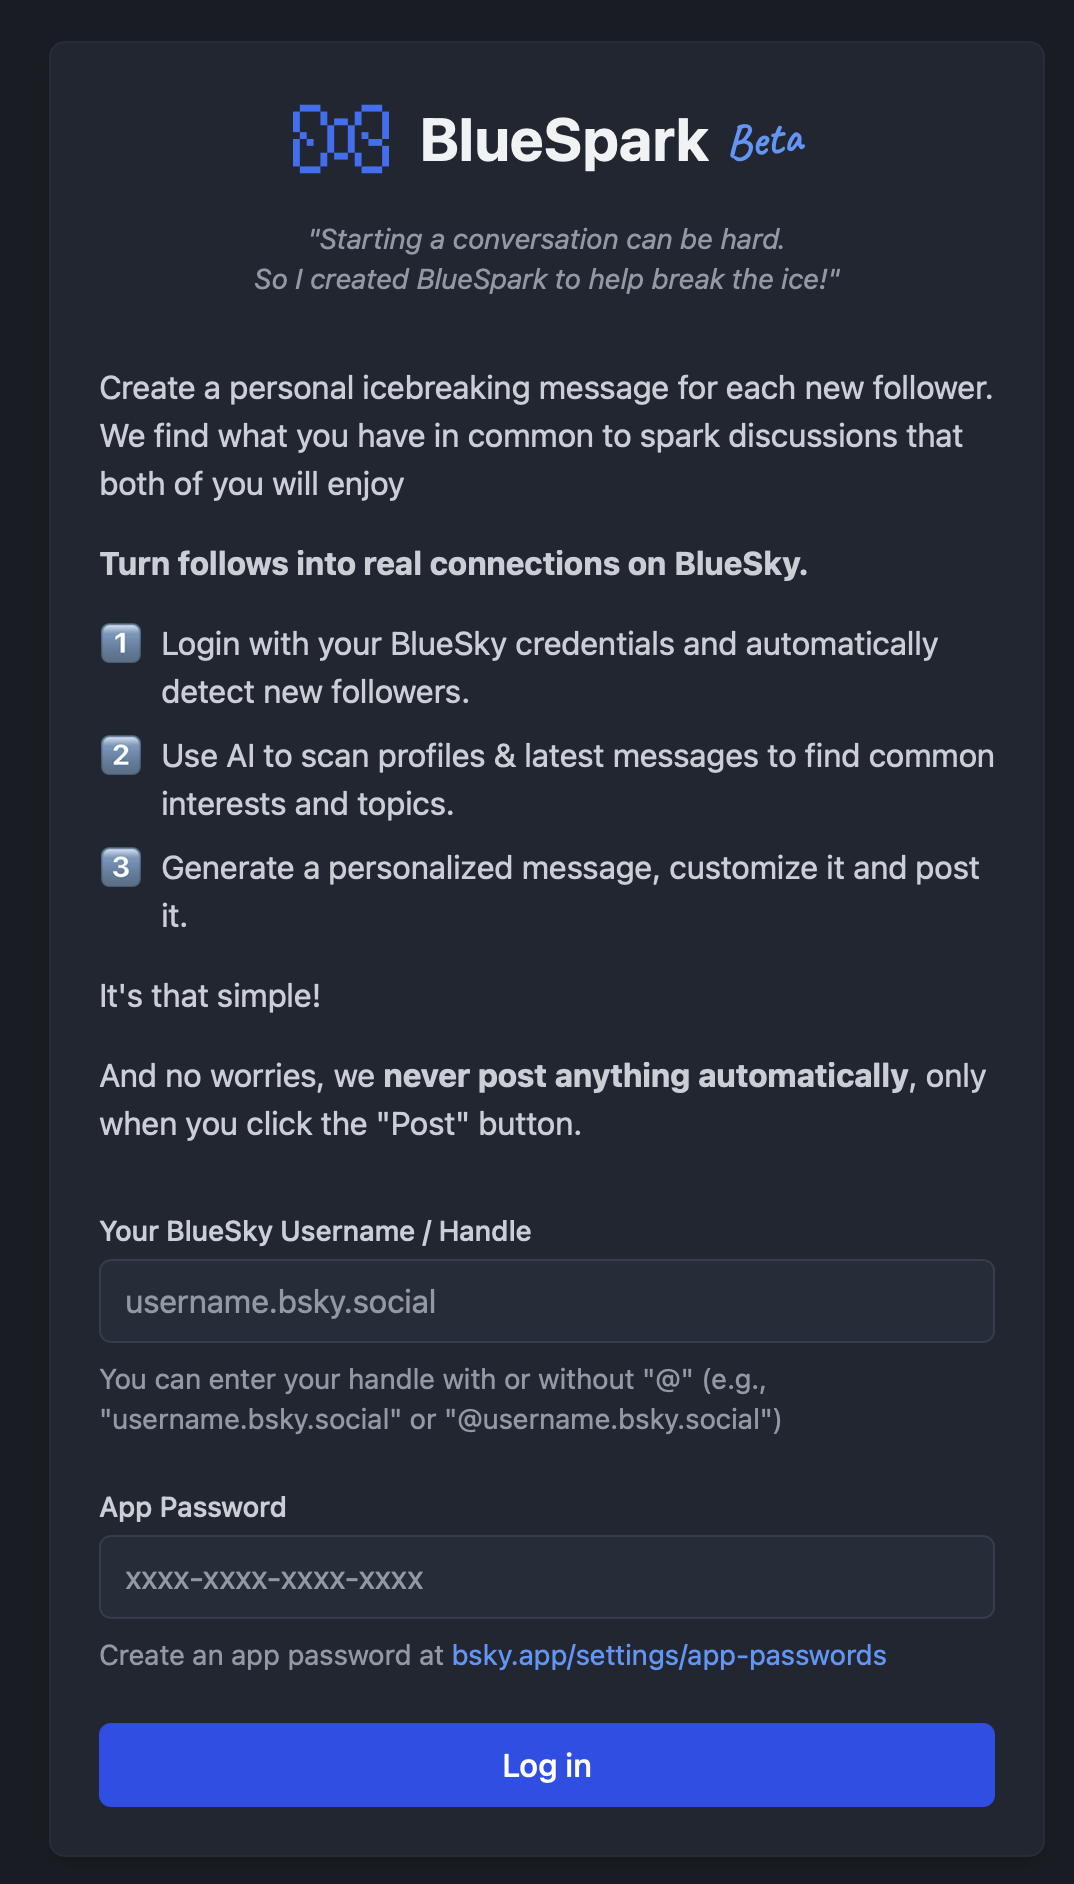 BlueSpark Beta
"Starting a conversation can be hard.
So I created BlueSpark to help break the ice!"
Create a personal icebreaking message for each new follower.
We find what you have in common to spark discussions that
both of you will enjoy
Turn follows into real connections on BlueSky.
1 Login with your BlueSky credentials and automatically
detect new followers.
2 Use AI to scan profiles & latest messages to find common
interests and topics.
3 Generate a personalized message, customize it and post
it.
It's that simple!
And no worries, we never post anything automatically, only
when you click the "Post" button.
Your BlueSky Username / Handle
username.bsky.social
You can enter your handle with or without "@" (e.g.,
"username.bsky.social" or "@username.bsky.social")
App Password
xxxx-xxxx-xxxx-xxxx
Create an app password at bsky.app/settings/app-passwords
Log in